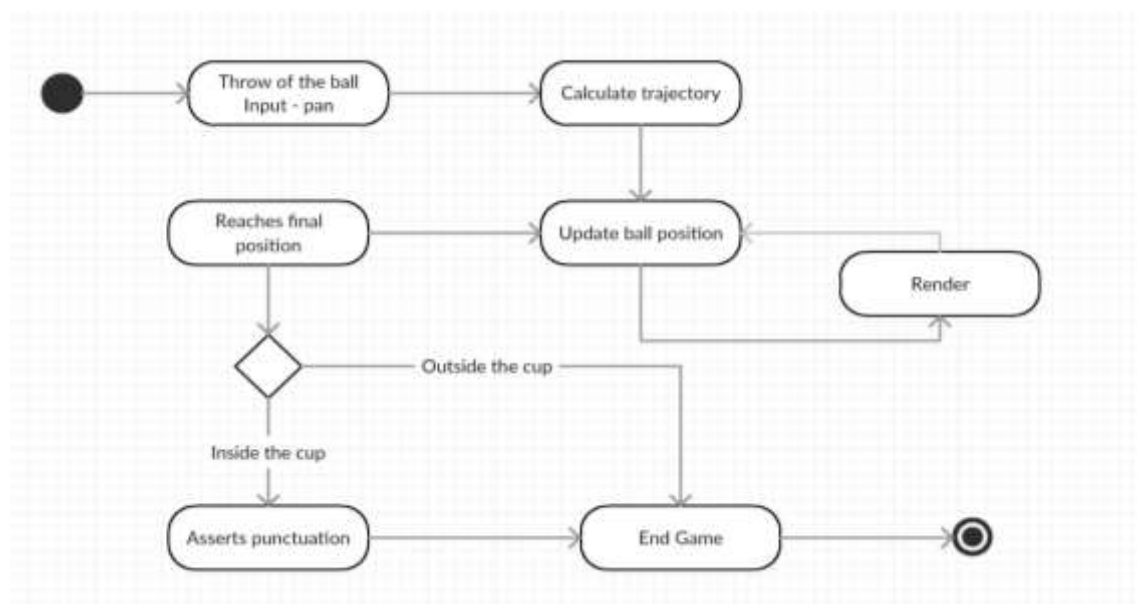 Throw of the ball
Input - pan
Calculate trajectory
Reaches final
position
Update ball position
Render
Outside the cup
Inside the cup
Asserts punctuation
End Game